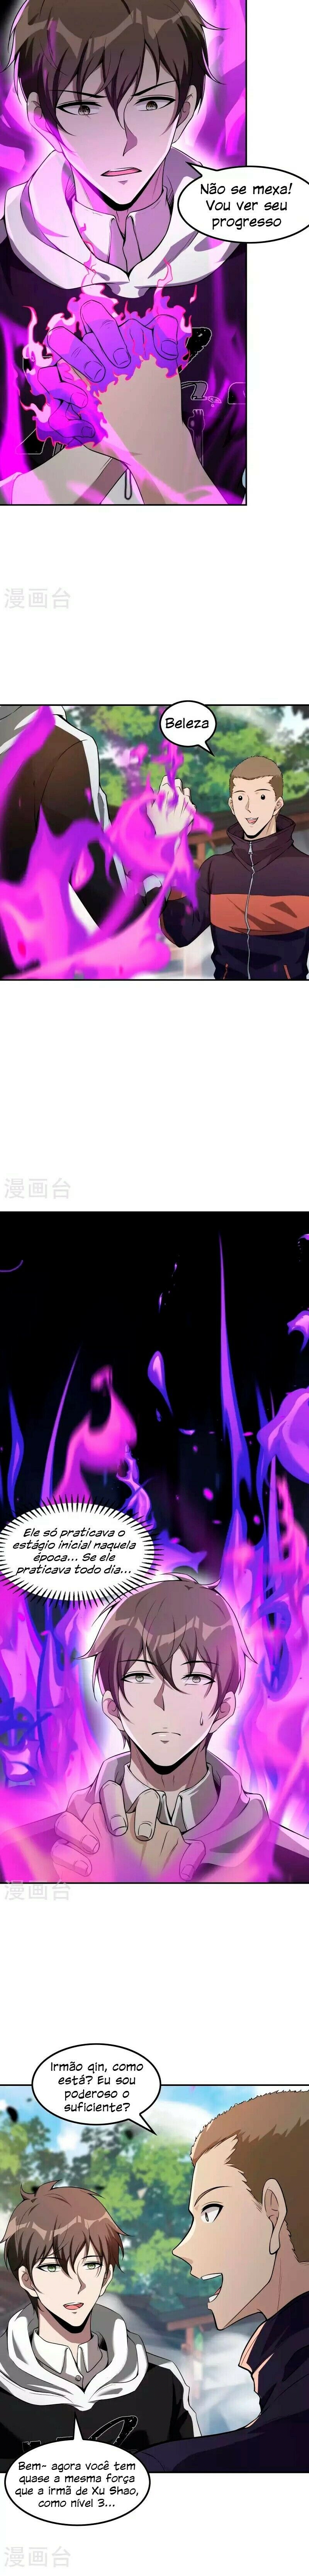 Não se mexa!
Vou ver seu
progresso
漫画台
Beleza
漫画台
Ele só praticava o
estágio inicial naquela
época... Se ele
praticava todo dia...
漫画台
Irmão qin, como
está? Eu sou
poderoso o
suficiente?
Bem- agora você tem
quase a mesma força
que a irmã de Xu Shao,
como nível 3...
漫画台